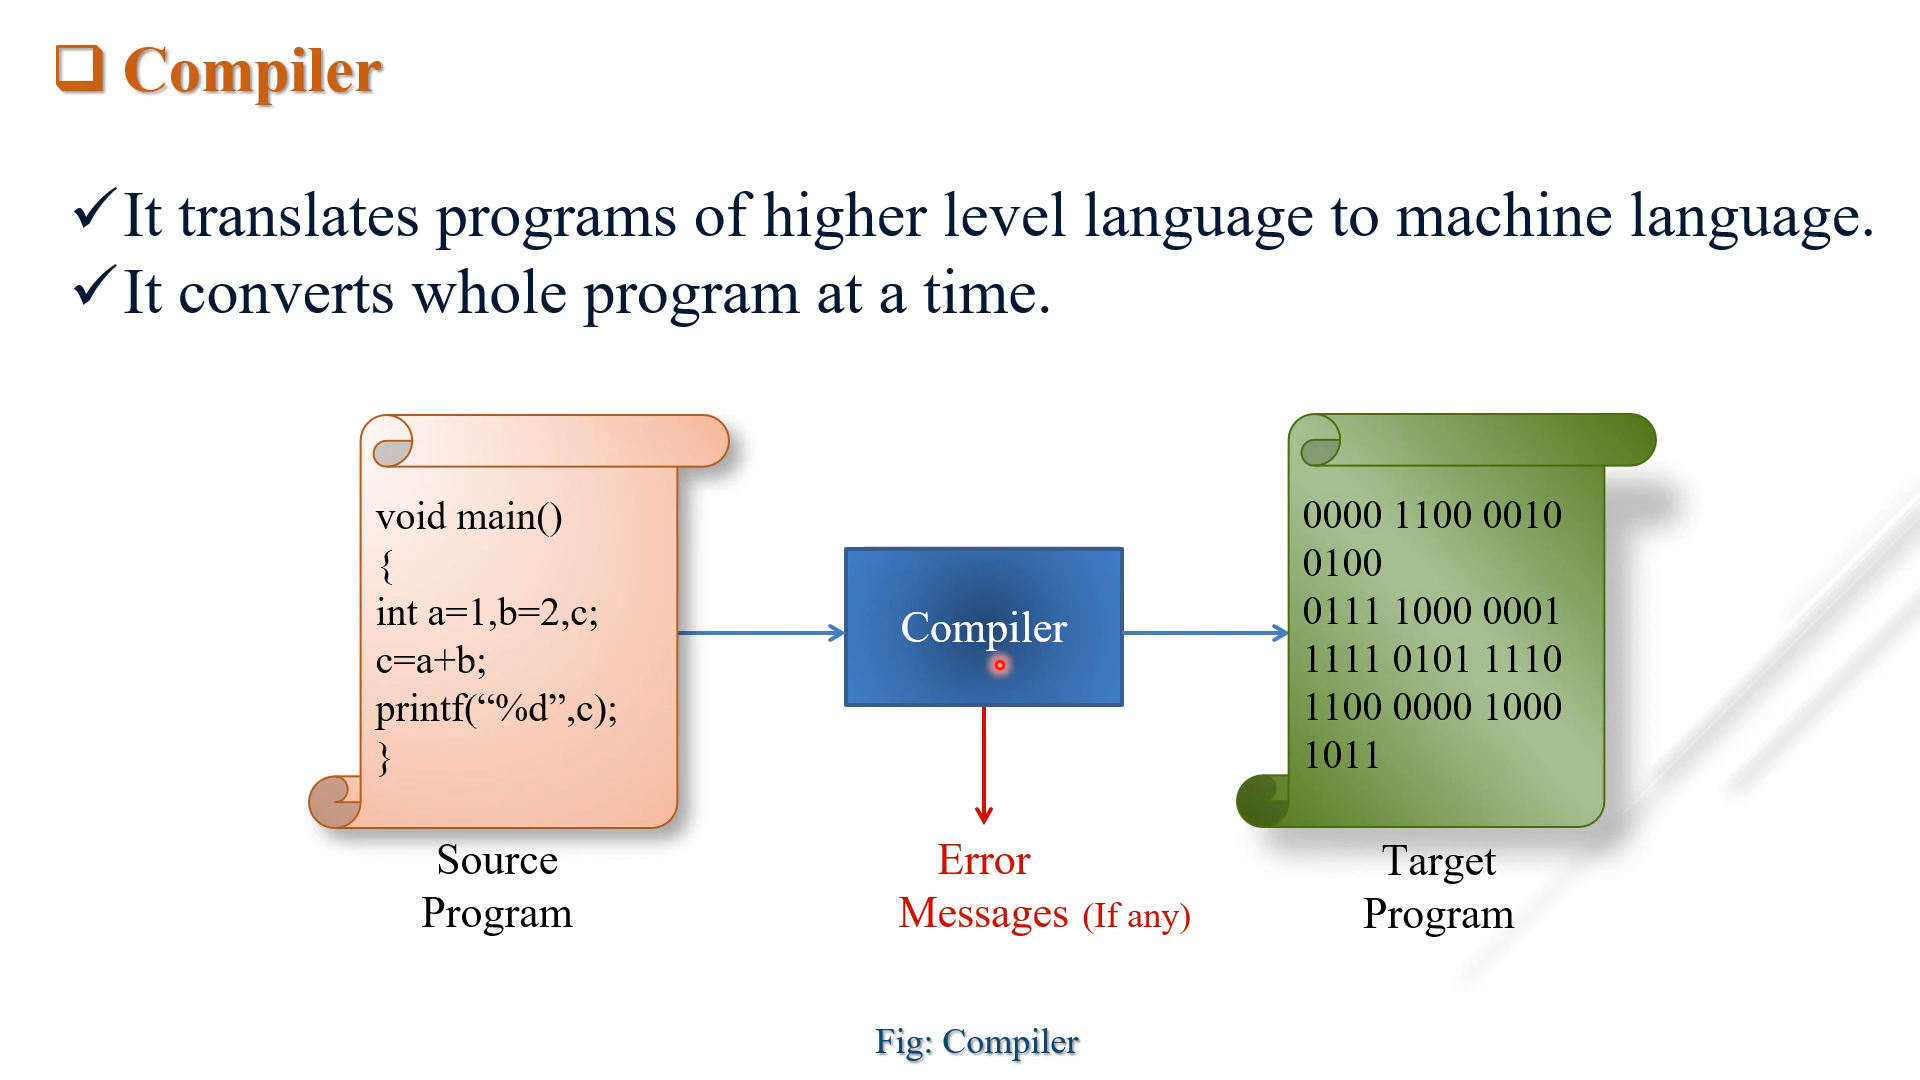 Compiler
It translates programs of higher level language to machine language.
It converts whole program at a time.
void main()
{
int a=1,b=2,c;
c=a+b;
printf(“%d”,c);
}
Source
Program
Compiler
Error
Messages (If any)
0000 1100 0010
0100
0111 1000 0001
1111 0101 1110
1100 0000 1000
1011
Target
Program
Fig: Compiler